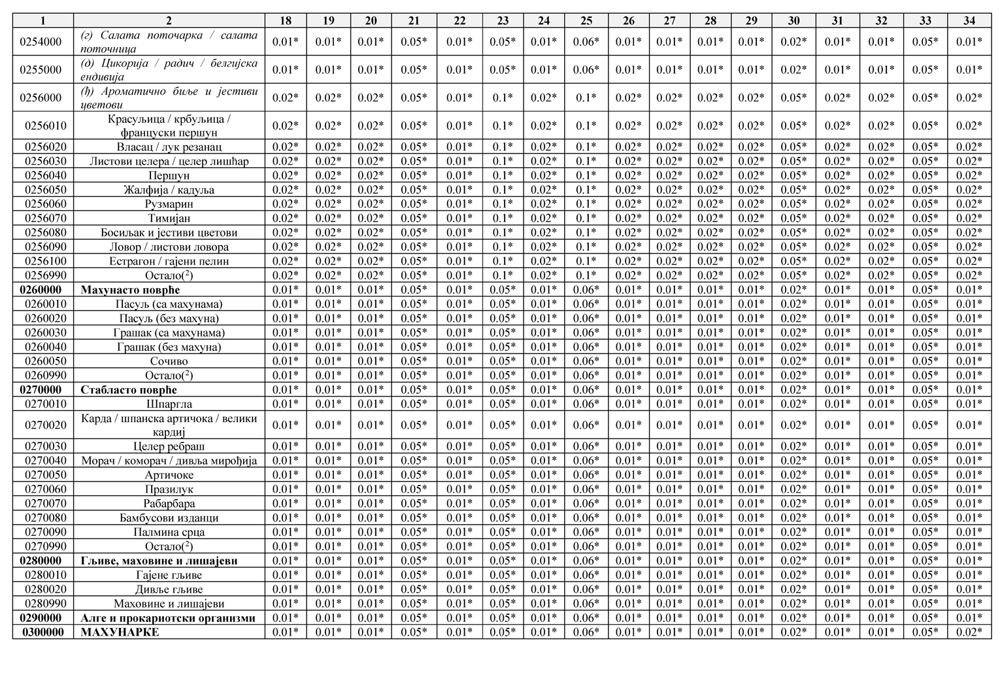 1 2 18 19 20 21 22 23 24 25 26 27 28 29 30 31 32 33 34
0254000 (г) Салата поточарка / салата поточница 0.01* 0.01* 0.01* 0.05* 0.01* 0.05* 0.01* 0.06* 0.01* 0.01* 0.01* 0.01* 0.02* 0.01* 0.01* 0.05* 0.01*
0255000 (д) Цикорија / радич / белгијска ендивија 0.01* 0.01* 0.01* 0.05* 0.01* 0.05* 0.01* 0.06* 0.01* 0.01* 0.01* 0.01* 0.02* 0.01* 0.01* 0.05* 0.01*
0256000 (ђ) Ароматично биље и јестиви цветови 0.02* 0.02* 0.02* 0.05* 0.01* 0.1* 0.02* 0.1* 0.02* 0.02* 0.02* 0.02* 0.05* 0.02* 0.02* 0.05* 0.02*
0256010 Красуљица / крбуљица / француски першун 0.02* 0.02* 0.02* 0.05* 0.01* 0.1* 0.02* 0.1* 0.02* 0.02* 0.02* 0.02* 0.05* 0.02* 0.02* 0.05* 0.02*
0256020 Власац / лук резанац 0.02* 0.02* 0.02* 0.05* 0.01* 0.1* 0.02* 0.1* 0.02* 0.02* 0.02* 0.02* 0.05* 0.02* 0.02* 0.05* 0.02*
0256030 Листови целера / целер лишћар 0.02* 0.02* 0.02* 0.05* 0.01* 0.1* 0.02* 0.1* 0.02* 0.02* 0.02* 0.02* 0.05* 0.02* 0.02* 0.05* 0.02*
0256040 Першун 0.02* 0.02* 0.02* 0.05* 0.01* 0.1* 0.02* 0.1* 0.02* 0.02* 0.02* 0.02* 0.05* 0.02* 0.02* 0.05* 0.02*
0256050 Жалфија / кадуља 0.02* 0.02* 0.02* 0.05* 0.01* 0.1* 0.02* 0.1* 0.02* 0.02* 0.02* 0.02* 0.05* 0.02* 0.02* 0.05* 0.02*
0256060 Рузмарин 0.02* 0.02* 0.02* 0.05* 0.01* 0.1* 0.02* 0.1* 0.02* 0.02* 0.02* 0.02* 0.05* 0.02* 0.02* 0.05* 0.02*
0256070 Тимијан 0.02* 0.02* 0.02* 0.05* 0.01* 0.1* 0.02* 0.1* 0.02* 0.02* 0.02* 0.02* 0.05* 0.02* 0.02* 0.05* 0.02*
0256080 Босиљак и јестиви цветови 0.02* 0.02* 0.02* 0.05* 0.01* 0.1* 0.02* 0.1* 0.02* 0.02* 0.02* 0.02* 0.05* 0.02* 0.02* 0.05* 0.02*
0256090 Ловор / листови ловора 0.02* 0.02* 0.02* 0.05* 0.01* 0.1* 0.02* 0.1* 0.02* 0.02* 0.02* 0.02* 0.05* 0.02* 0.02* 0.05* 0.02*
0256100 Естрагон / гајени пелин 0.02* 0.02* 0.02* 0.05* 0.01* 0.1* 0.02* 0.1* 0.02* 0.02* 0.02* 0.02* 0.05* 0.02* 0.02* 0.05* 0.02*
0256990 Остало(²) 0.02* 0.02* 0.02* 0.05* 0.01* 0.1* 0.02* 0.1* 0.02* 0.02* 0.02* 0.02* 0.05* 0.02* 0.02* 0.05* 0.02*
0260000 Махунасто поврће 0.01* 0.01* 0.01* 0.05* 0.01* 0.05* 0.01* 0.06* 0.01* 0.01* 0.01* 0.01* 0.02* 0.01* 0.01* 0.05* 0.01*
0260010 Пасуљ (са махунама) 0.01* 0.01* 0.01* 0.05* 0.01* 0.05* 0.01* 0.06* 0.01* 0.01* 0.01* 0.01* 0.02* 0.01* 0.01* 0.05* 0.01*
0260020 Пасуљ (без махуна) 0.01* 0.01* 0.01* 0.05* 0.01* 0.05* 0.01* 0.06* 0.01* 0.01* 0.01* 0.01* 0.02* 0.01* 0.01* 0.05* 0.01*
0260030 Грашак (са махунама) 0.01* 0.01* 0.01* 0.05* 0.01* 0.05* 0.01* 0.06* 0.01* 0.01* 0.01* 0.01* 0.02* 0.01* 0.01* 0.05* 0.01*
0260040 Грашак (без махуна) 0.01* 0.01* 0.01* 0.05* 0.01* 0.05* 0.01* 0.06* 0.01* 0.01* 0.01* 0.01* 0.02* 0.01* 0.01* 0.05* 0.01*
0260050 Сочиво 0.01* 0.01* 0.01* 0.05* 0.01* 0.05* 0.01* 0.06* 0.01* 0.01* 0.01* 0.01* 0.02* 0.01* 0.01* 0.05* 0.01*
0260990 Остало(²) 0.01* 0.01* 0.01* 0.05* 0.01* 0.05* 0.01* 0.06* 0.01* 0.01* 0.01* 0.01* 0.02* 0.01* 0.01* 0.05* 0.01*
0270000 Стабласто поврће 0.01* 0.01* 0.01* 0.05* 0.01* 0.05* 0.01* 0.06* 0.01* 0.01* 0.01* 0.01* 0.02* 0.01* 0.01* 0.05* 0.01*
0270010 Шпаргла 0.01* 0.01* 0.01* 0.05* 0.01* 0.05* 0.01* 0.06* 0.01* 0.01* 0.01* 0.01* 0.02* 0.01* 0.01* 0.05* 0.01*
0270020 Карда / шпанска артичока / велики кардиј 0.01* 0.01* 0.01* 0.05* 0.01* 0.05* 0.01* 0.06* 0.01* 0.01* 0.01* 0.01* 0.02* 0.01* 0.01* 0.05* 0.01*
0270030 Целер ребраш 0.01* 0.01* 0.01* 0.05* 0.01* 0.05* 0.01* 0.06* 0.01* 0.01* 0.01* 0.01* 0.02* 0.01* 0.01* 0.05* 0.01*
0270040 Морач / коморач / дивља мирођија 0.01* 0.01* 0.01* 0.05* 0.01* 0.05* 0.01* 0.06* 0.01* 0.01* 0.01* 0.01* 0.02* 0.01* 0.01* 0.05* 0.01*
0270050 Артичоке 0.01* 0.01* 0.01* 0.05* 0.01* 0.05* 0.01* 0.06* 0.01* 0.01* 0.01* 0.01* 0.02* 0.01* 0.01* 0.05* 0.01*
0270060 Празилук 0.01* 0.01* 0.01* 0.05* 0.01* 0.05* 0.01* 0.06* 0.01* 0.01* 0.01* 0.01* 0.02* 0.01* 0.01* 0.05* 0.01*
0270070 Рабарбара 0.01* 0.01* 0.01* 0.05* 0.01* 0.05* 0.01* 0.06* 0.01* 0.01* 0.01* 0.01* 0.02* 0.01* 0.01* 0.05* 0.01*
0270080 Бамбусови изданци 0.01* 0.01* 0.01* 0.05* 0.01* 0.05* 0.01* 0.06* 0.01* 0.01* 0.01* 0.01* 0.02* 0.01* 0.01* 0.05* 0.01*
0270090 Палмина срца 0.01* 0.01* 0.01* 0.05* 0.01* 0.05* 0.01* 0.06* 0.01* 0.01* 0.01* 0.01* 0.02* 0.01* 0.01* 0.05* 0.01*
0270990 Остало(²) 0.01* 0.01* 0.01* 0.05* 0.01* 0.05* 0.01* 0.06* 0.01* 0.01* 0.01* 0.01* 0.02* 0.01* 0.01* 0.05* 0.01*
0280000 Гљиве, маховине и лишајеви 0.01* 0.01* 0.01* 0.05* 0.01* 0.05* 0.01* 0.06* 0.01* 0.01* 0.01* 0.01* 0.02* 0.01* 0.01* 0.05* 0.01*
0280010 Гајене гљиве 0.01* 0.01* 0.01* 0.05* 0.01* 0.05* 0.01* 0.06* 0.01* 0.01* 0.01* 0.01* 0.02* 0.01* 0.01* 0.05* 0.01*
0280020 Дивље гљиве 0.01* 0.01* 0.01* 0.05* 0.01* 0.05* 0.01* 0.06* 0.01* 0.01* 0.01* 0.01* 0.02* 0.01* 0.01* 0.05* 0.01*
0280990 Маховине и лишајеви 0.01* 0.01* 0.01* 0.05* 0.01* 0.05* 0.01* 0.06* 0.01* 0.01* 0.01* 0.01* 0.02* 0.01* 0.01* 0.05* 0.01*
0290000 Алге и прокариотски организми 0.01* 0.01* 0.01* 0.05* 0.01* 0.05* 0.01* 0.06* 0.01* 0.01* 0.01* 0.01* 0.02* 0.01* 0.01* 0.05* 0.01*
0300000 МАХУНАРКЕ 0.01* 0.01* 0.01* 0.05* 0.01* 0.05* 0.01* 0.06* 0.01* 0.01* 0.01* 0.01* 0.02* 0.01* 0.01* 0.05* 0.02*